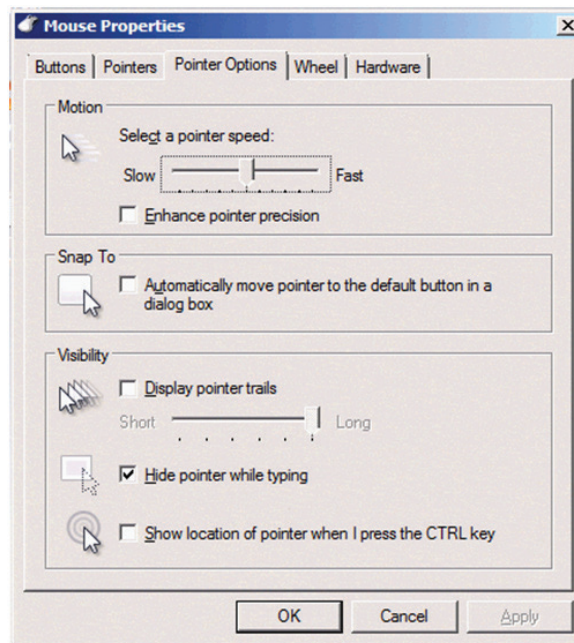 Mouse Properties
Buttons Pointers Pointer Options Wheel Hardware
Motion
Select a pointer speed:
Slow Fast
Enhance pointer precision
Snap To
Automatically move pointer to the default button in a
dialog box
Visibility
Display pointer trails
Short Long
Hide pointer while typing
Show location of pointer when I press the CTRL key
OK Cancel Apply